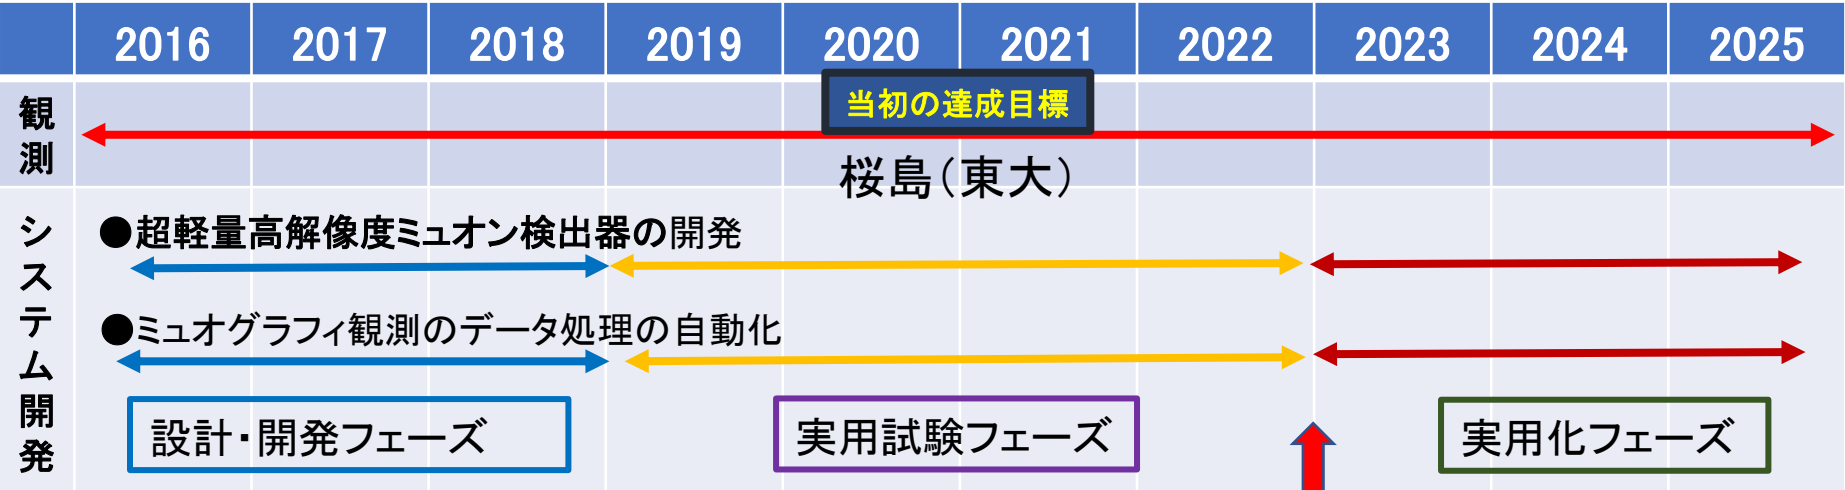 2016 2017 2018 2019 2020 2021 2022 2023 2024 2025
観測
当初の達成目標
桜島(東大)
システム開発
●超軽量高解像度ミュオン検出器の開発
●ミュオグラフィ観測のデータ処理の自動化
設計・開発フェーズ
実用試験フェーズ
実用化フェーズ